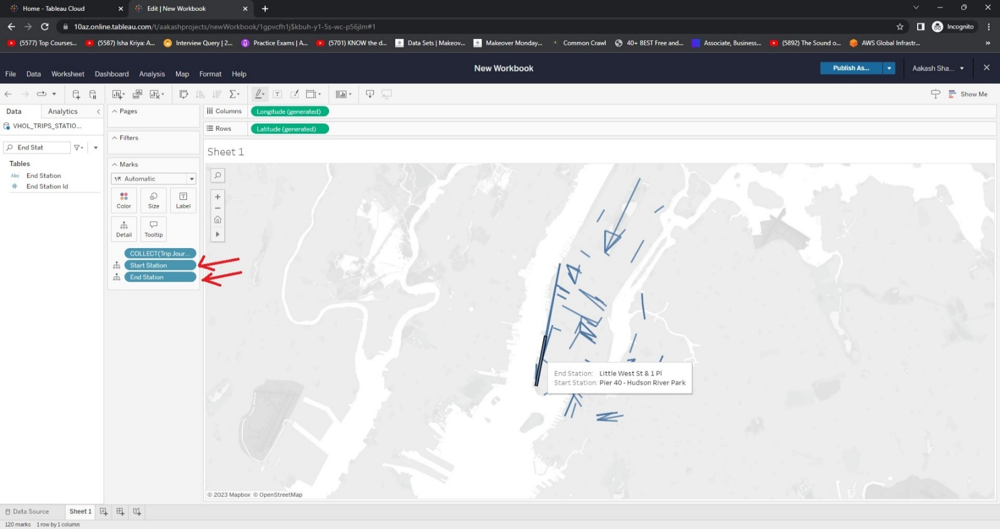 Home - Tableau Cloud
Edit | New Workbook
10az.online.tableau.com/t/aakashprojects/newWorkbook/1gpvcfh1j$kbuh-y1-5s-wc-p56jlm#1
Incognito
(5577) Top Courses...
(5587) Isha Kriya: A...
Interview Query | 2...
Practice Exams | A...
(5701) KNOW the d...
Data Sets | Makeov...
Makeover Monday...
Common Crawl
40+ BEST Free and...
Associate, Business...
(5892) The Sound o...
AWS Global Infrastr...
»
New Workbook
Publish As...
Aakash Sha...
File Data Worksheet Dashboard Analysis Map Format Help
Show Me
Data
Analytics
VHOL_TRIPS_STATIO...
End Stat
Tables
Abc End Station
# End Station Id
Pages
Filters
Marks
Automatic
Color
Size
Label
Detail
Tooltip
COLLECT(Trip Jour...
Start Station
End Station
Columns
Longitude (generated)
Rows
Latitude (generated)
Sheet 1
End Station: Little West St & 1 Pl
Start Station: Pier 40 - Hudson River Park
© 2023 Mapbox © OpenStreetMap
Data Source
Sheet 1
120 marks 1 row by 1 column